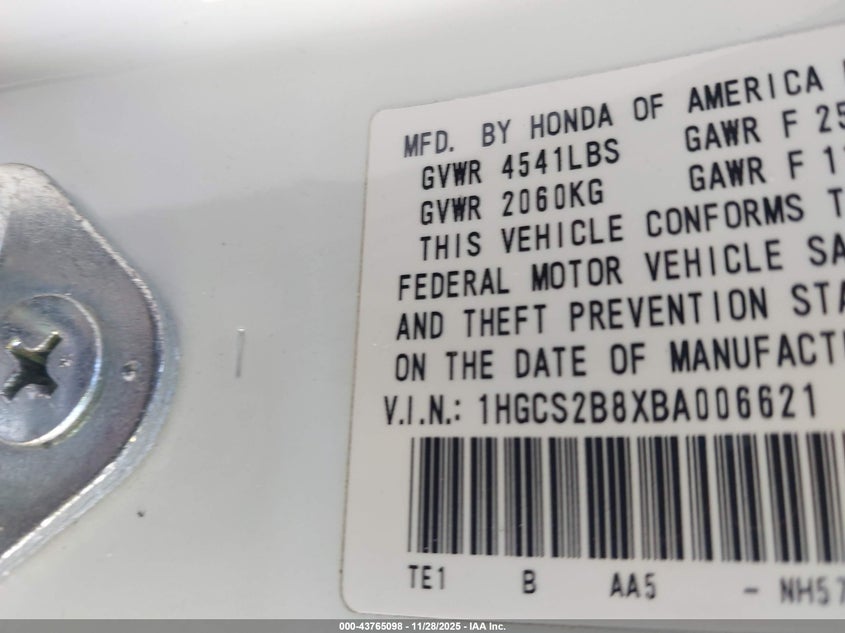 MFD. BY HONDA OF AMERICA
GVWR 4541LBS GAWR F 25
GVWR 2060KG GAWR F 11
THIS VEHICLE CONFORMS T
FEDERAL MOTOR VEHICLE SA
AND THEFT PREVENTION STA
ON THE DATE OF MANUFACT
V.I.N.: 1HGCS2B8XBA006621
TE1 B AA5 - NH57
000-43765098 - 11/28/2025 - IAA Inc.